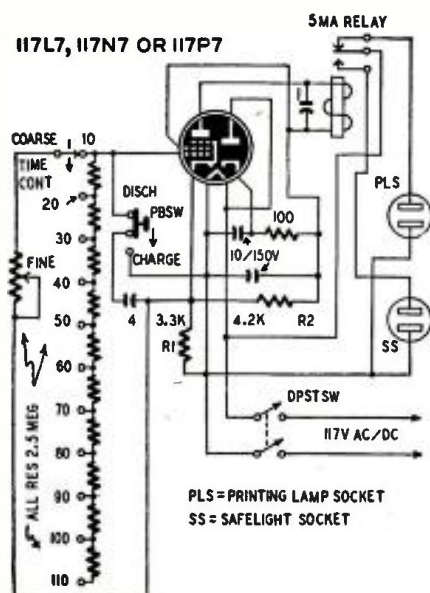 117L7, 117N7 OR 117P7
5MA RELAY
COARSE 1 10
TIME
CONT
20
30
FINE
40
50
60
70
80
90
100
110
ALL RES 2.5 MEG
DISCH
PBSW
CHARGE
4
3.3K
R1
4.2K
R2
100
10/150V
1
PLS
SS
DPST SW
117V AC/DC
PLS = PRINTING LAMP SOCKET
SS = SAFELIGHT SOCKET